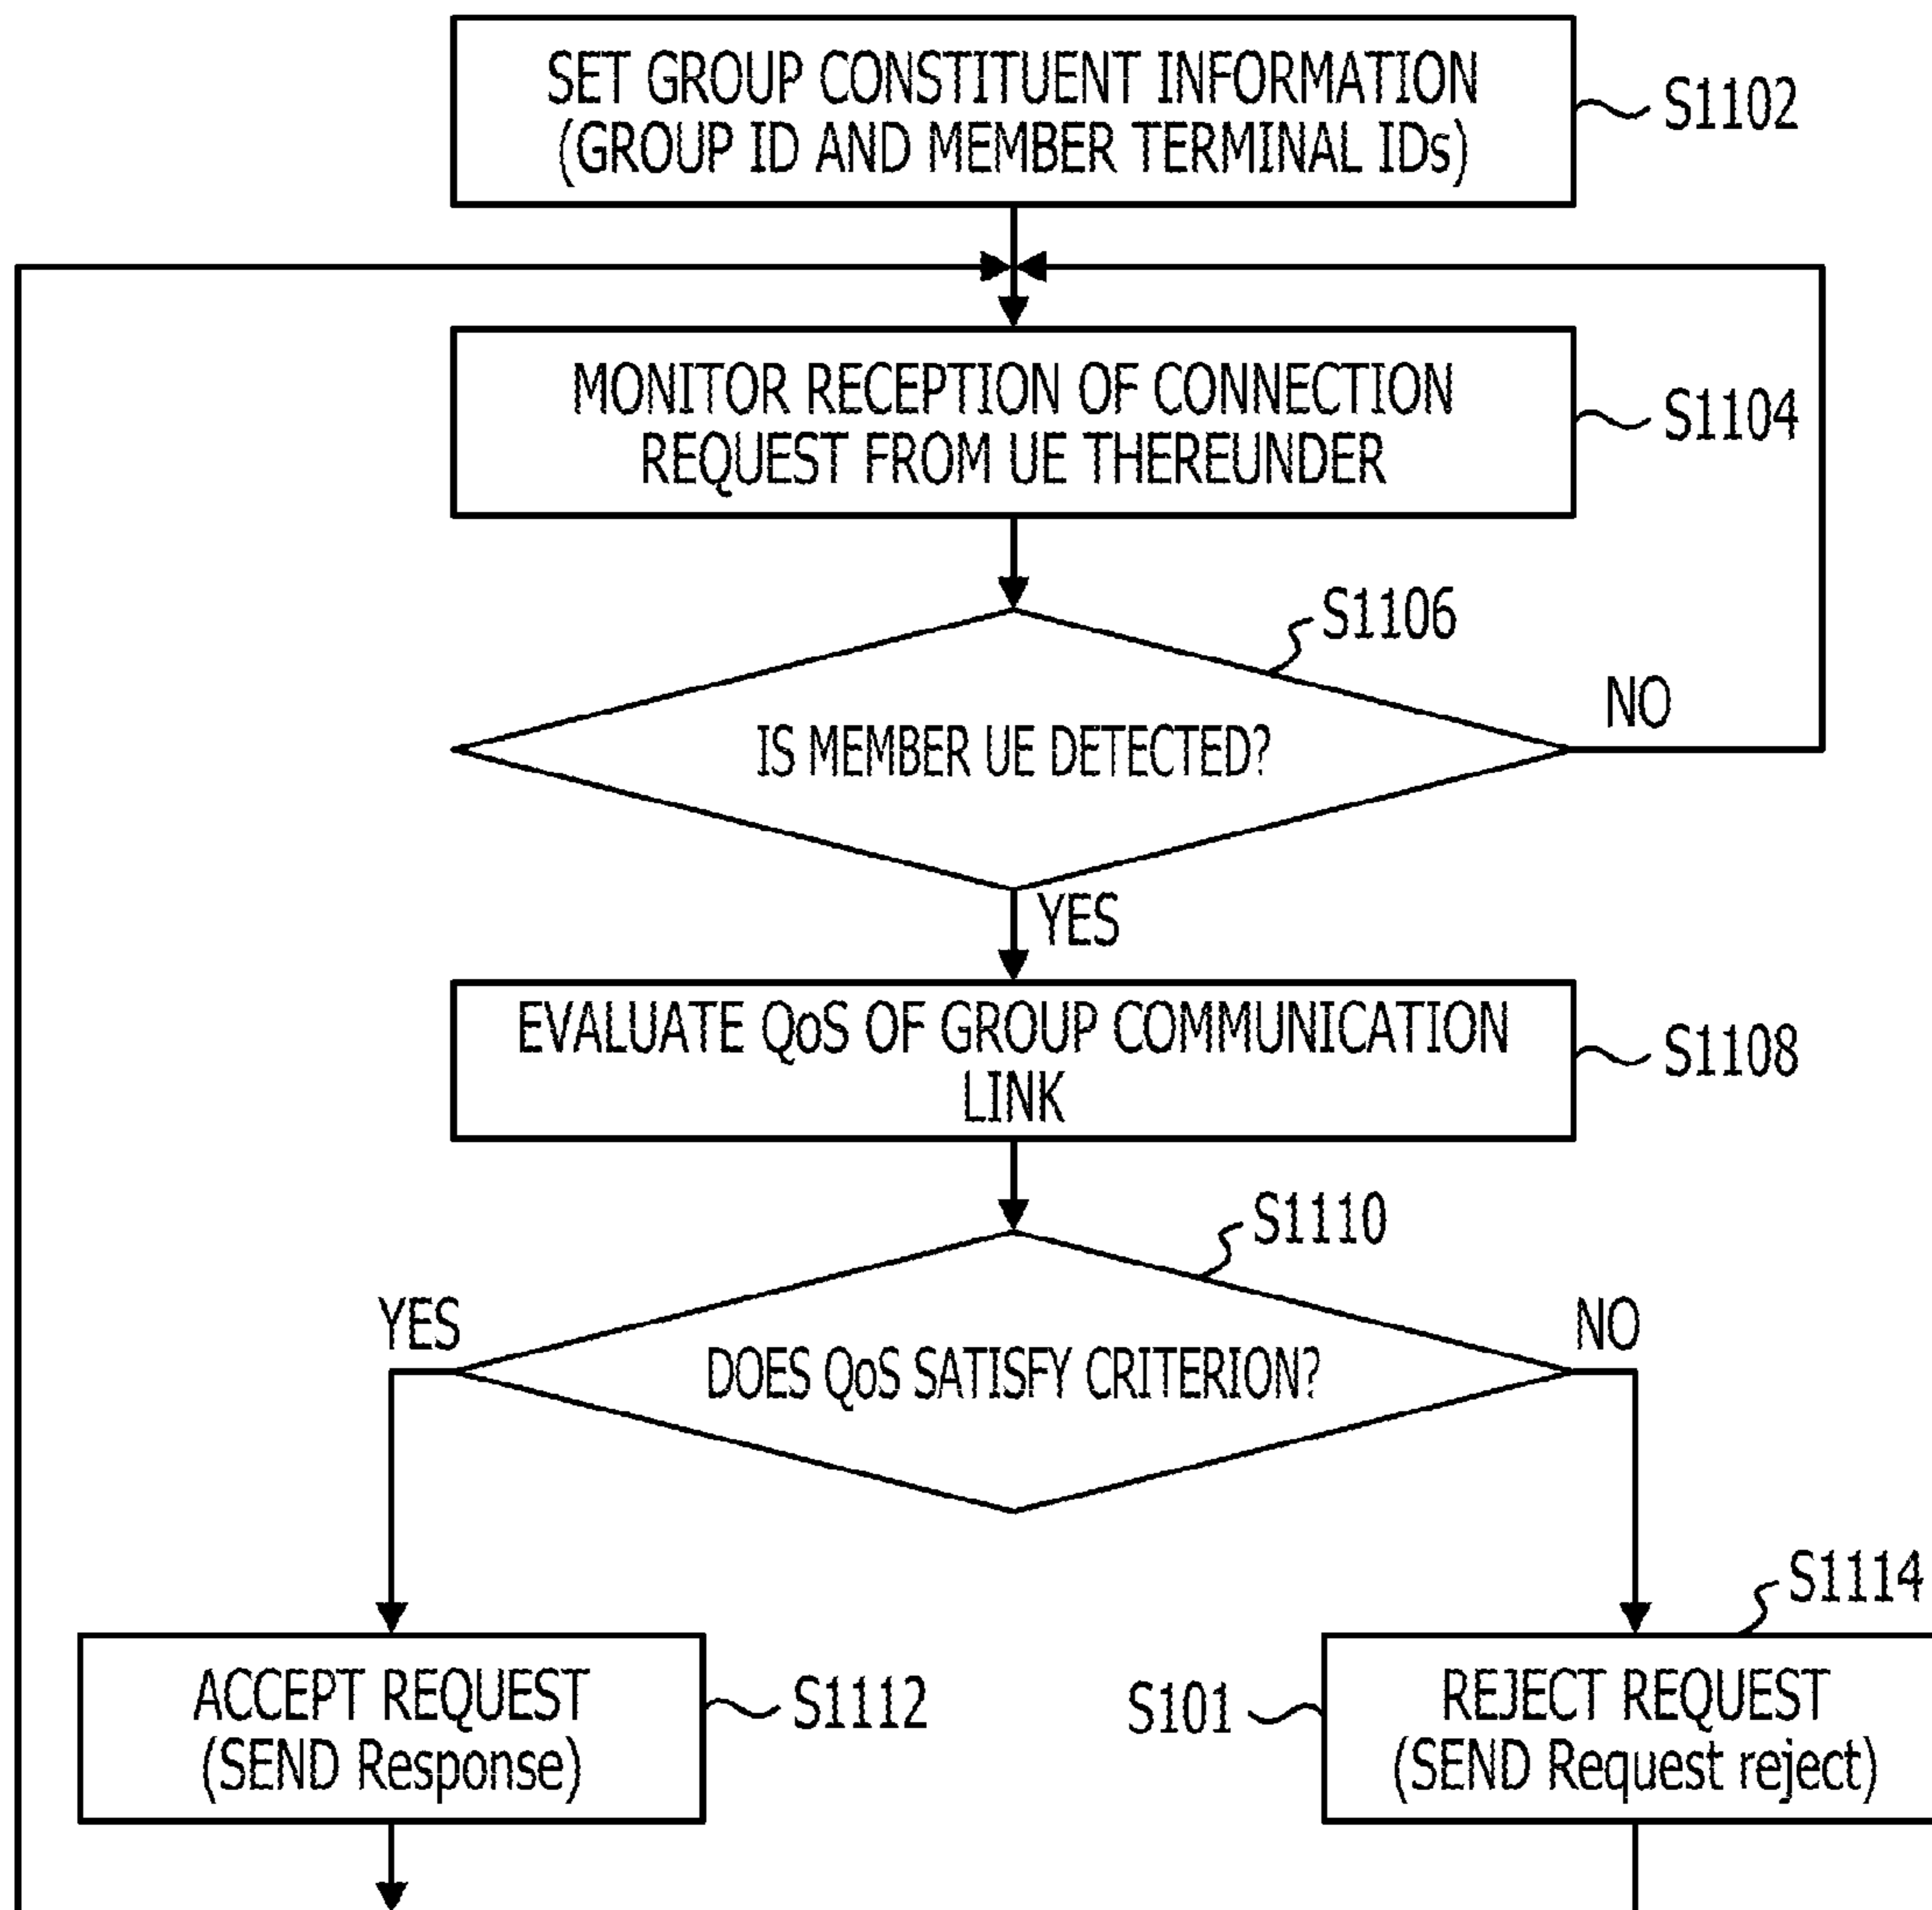 SET GROUP CONSTITUENT INFORMATION
(GROUP ID AND MEMBER TERMINAL IDs)
S1102
MONITOR RECEPTION OF CONNECTION
REQUEST FROM UE THEREUNDER
S1104
S1106
NO
IS MEMBER UE DETECTED?
YES
EVALUATE QoS OF GROUP COMMUNICATION
LINK
S1108
S1110
YES
NO
DOES QoS SATISFY CRITERION?
S1114
ACCEPT REQUEST
(SEND Response)
S1112
S101
REJECT REQUEST
(SEND Request reject)